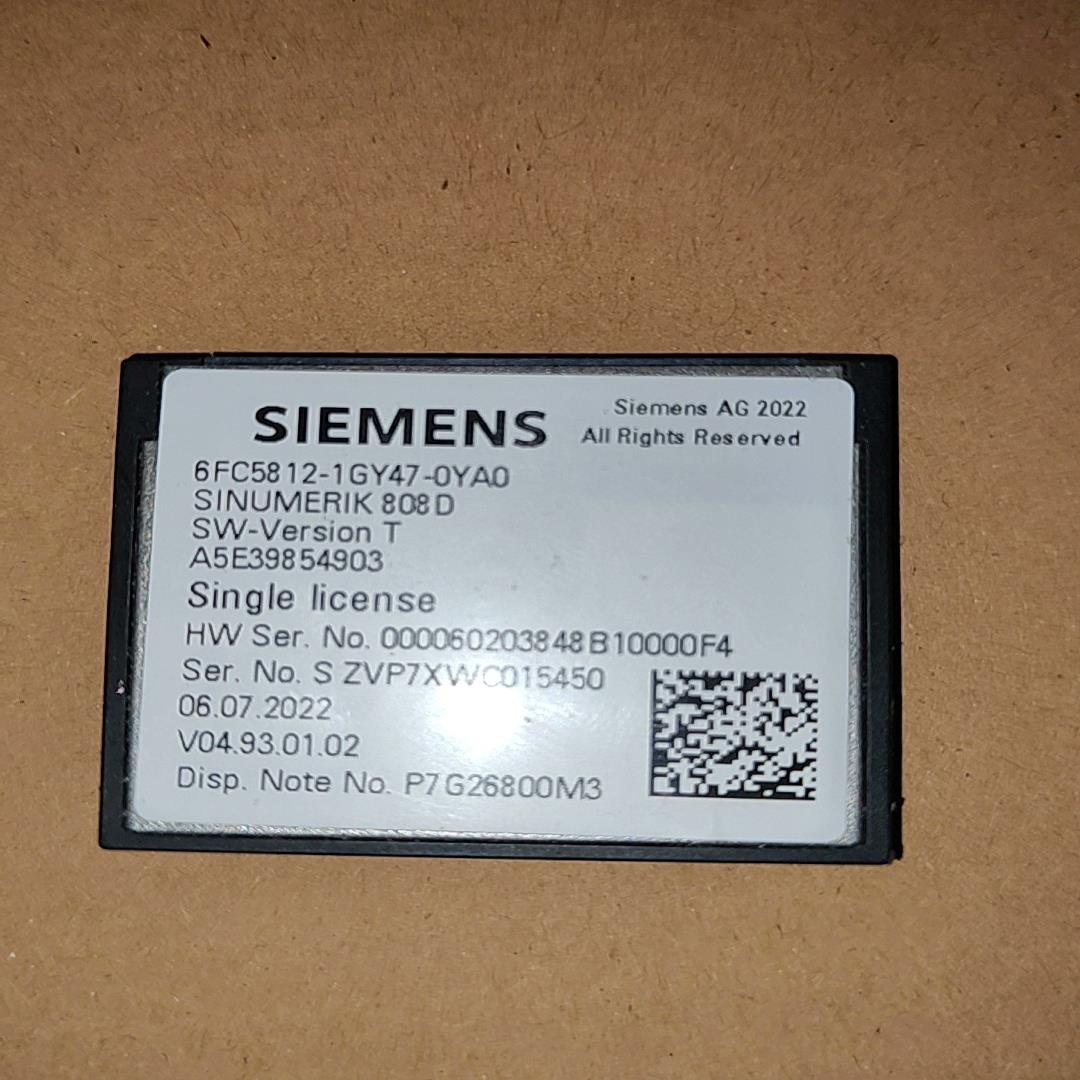 SIEMENS
Siemens AG 2022
All Rights Reserved
6FC5812-1GY47-0YA0
SINUMERIK 808D
SW-Version T
A5E39854903
Single license
HW Ser. No. 000060203848B10000F4
Ser. No. S ZVP7XWC015450
06.07.2022
V04.93.01.02
Disp. Note No. P7G26800M3